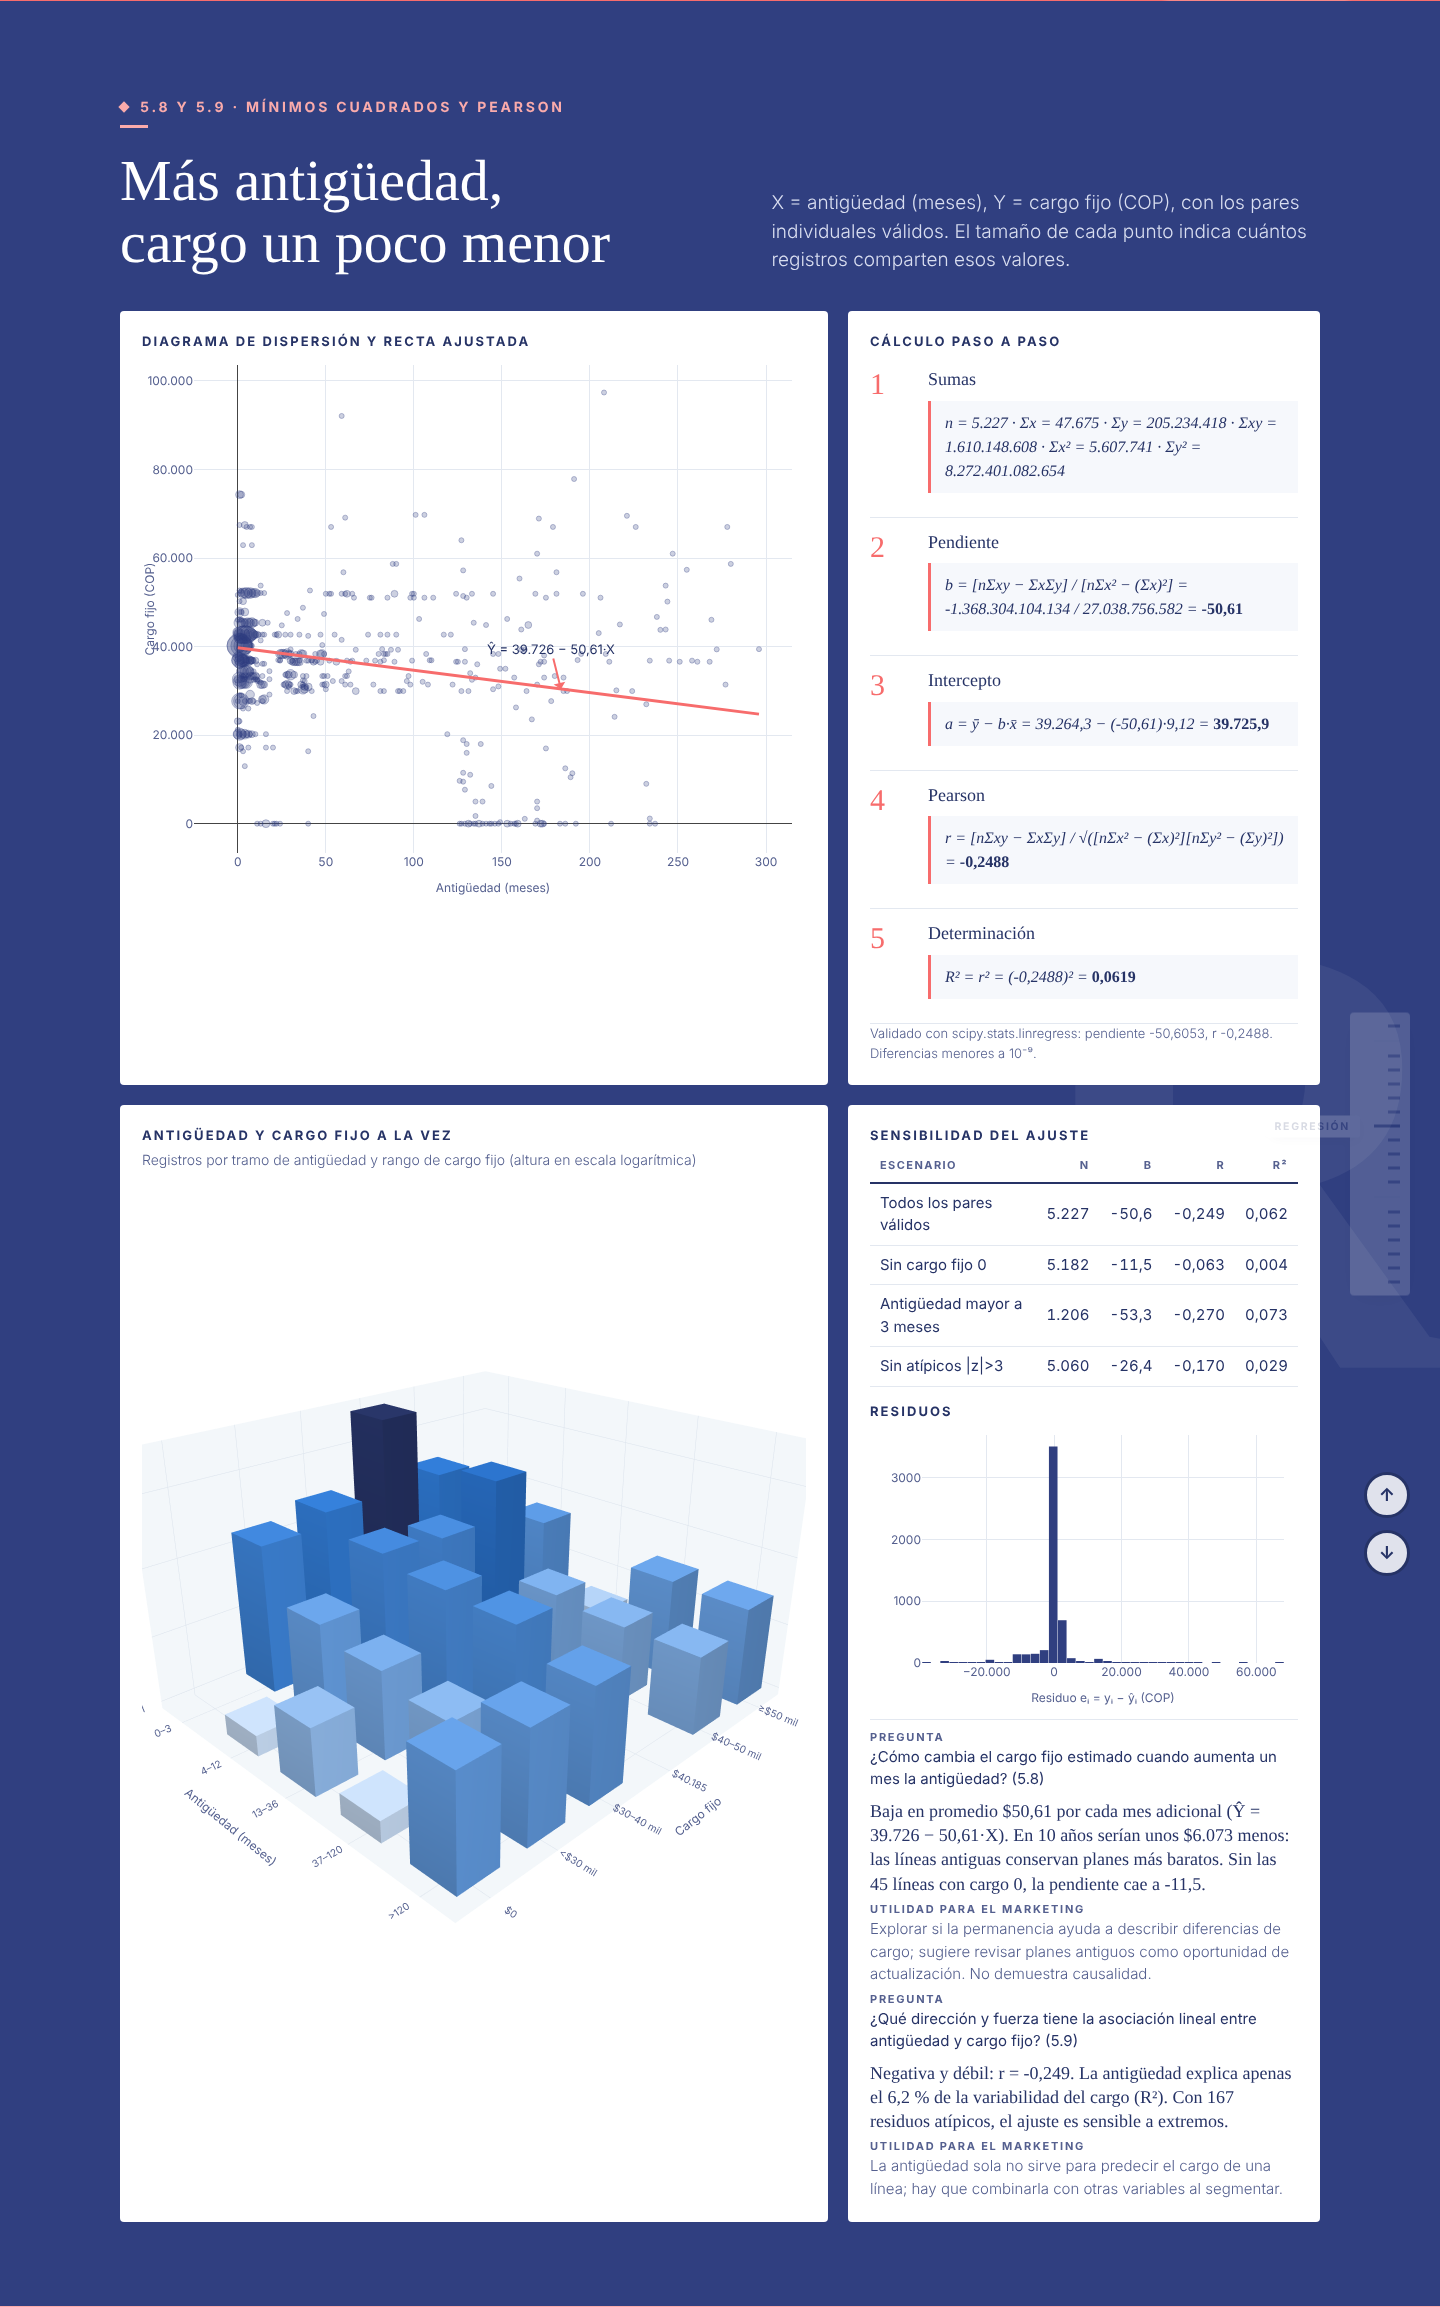 ◆ 5.8 Y 5.9 · MÍNIMOS CUADRADOS Y PEARSON
Más antigüedad,
cargo un poco menor
X = antigüedad (meses), Y = cargo fijo (COP), con los pares
individuales válidos. El tamaño de cada punto indica cuántos
registros comparten esos valores.
DIAGRAMA DE DISPERSIÓN Y RECTA AJUSTADA
100.000
80.000
60.000
40.000
20.000
0
Cargo fijo (COP)
Ŷ = 39.726 − 50,61·X
0 50 100 150 200 250 300
Antigüedad (meses)
CÁLCULO PASO A PASO
1
Sumas
n = 5.227 · Σx = 47.675 · Σy = 205.234.418 · Σxy =
1.610.148.608 · Σx² = 5.607.741 · Σy² =
8.272.401.082.654
2
Pendiente
b = [nΣxy − ΣxΣy] / [nΣx² − (Σx)²] =
-1.368.304.104.134 / 27.038.756.582 = -50,61
3
Intercepto
a = ȳ − b·x̄ = 39.264,3 − (-50,61)·9,12 = 39.725,9
4
Pearson
r = [nΣxy − ΣxΣy] / √([nΣx² − (Σx)²][nΣy² − (Σy)²])
= -0,2488
5
Determinación
R² = r² = (-0,2488)² = 0,0619
Validado con scipy.stats.linregress: pendiente -50,6053, r -0,2488.
Diferencias menores a 10⁻⁹.
ANTIGÜEDAD Y CARGO FIJO A LA VEZ
Registros por tramo de antigüedad y rango de cargo fijo (altura en escala logarítmica)
0–3
4–12
13–36
37–120
>120
Antigüedad (meses)
$0
<$30 mil
$30–40 mil
$40.185
$40–50 mil
≥$50 mil
Cargo fijo
REGRESIÓN
SENSIBILIDAD DEL AJUSTE
ESCENARIO N B R R²
Todos los pares
válidos 5.227 -50,6 -0,249 0,062
Sin cargo fijo 0 5.182 -11,5 -0,063 0,004
Antigüedad mayor a
3 meses 1.206 -53,3 -0,270 0,073
Sin atípicos |z|>3 5.060 -26,4 -0,170 0,029
RESIDUOS
3000
2000
1000
0
−20.000 0 20.000 40.000 60.000
Residuo eᵢ = yᵢ − ŷᵢ (COP)
PREGUNTA
¿Cómo cambia el cargo fijo estimado cuando aumenta un
mes la antigüedad? (5.8)
Baja en promedio $50,61 por cada mes adicional (Ŷ =
39.726 − 50,61·X). En 10 años serían unos $6.073 menos:
las líneas antiguas conservan planes más baratos. Sin las
45 líneas con cargo 0, la pendiente cae a -11,5.
UTILIDAD PARA EL MARKETING
Explorar si la permanencia ayuda a describir diferencias de
cargo; sugiere revisar planes antiguos como oportunidad de
actualización. No demuestra causalidad.
PREGUNTA
¿Qué dirección y fuerza tiene la asociación lineal entre
antigüedad y cargo fijo? (5.9)
Negativa y débil: r = -0,249. La antigüedad explica apenas
el 6,2 % de la variabilidad del cargo (R²). Con 167
residuos atípicos, el ajuste es sensible a extremos.
UTILIDAD PARA EL MARKETING
La antigüedad sola no sirve para predecir el cargo de una
línea; hay que combinarla con otras variables al segmentar.
↑
↓